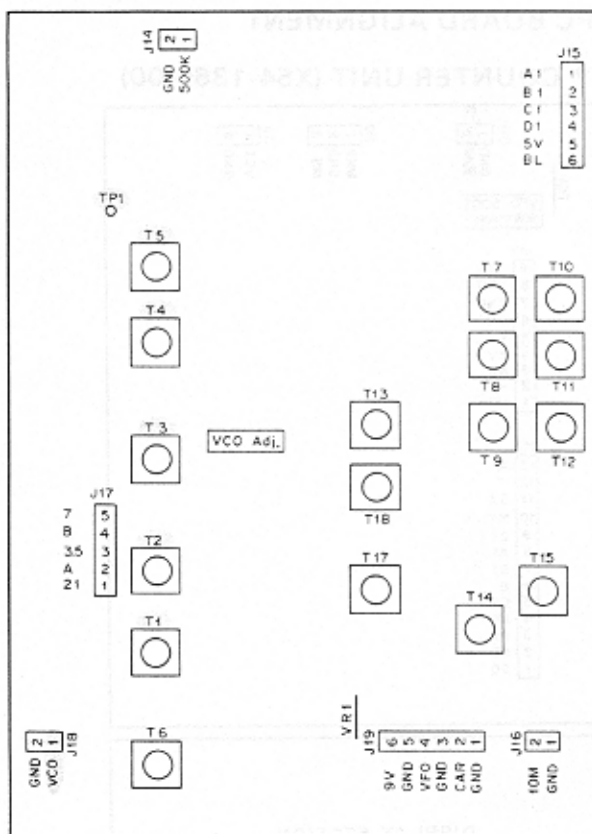 J14
2
1
GND
500K
J15
A1 1
B1 2
C1 3
D1 4
5V 5
BL 6
TP1
T5
T4
T3
VCO Adj.
T7
T10
T8
T11
T9
T12
T13
T18
T17
T14
T15
J17
7 5
B 4
3.5 3
A 2
21 1
T2
T1
T6
J18
2
1
GND
VCO
VR1
J19
6
5
4
3
2
1
9V
GND
VFO
GND
CAR
GND
J16
2
1
10M
GND